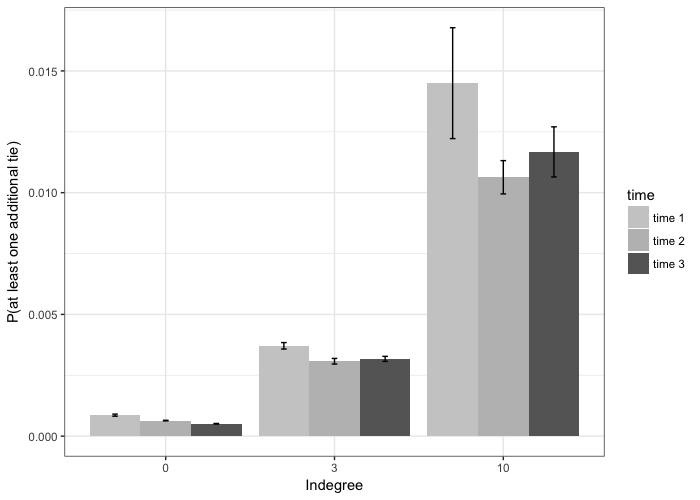 0.015
0.010
0.005
0.000
P(at least one additional tie)
0 3 10
Indegree
time
time 1
time 2
time 3